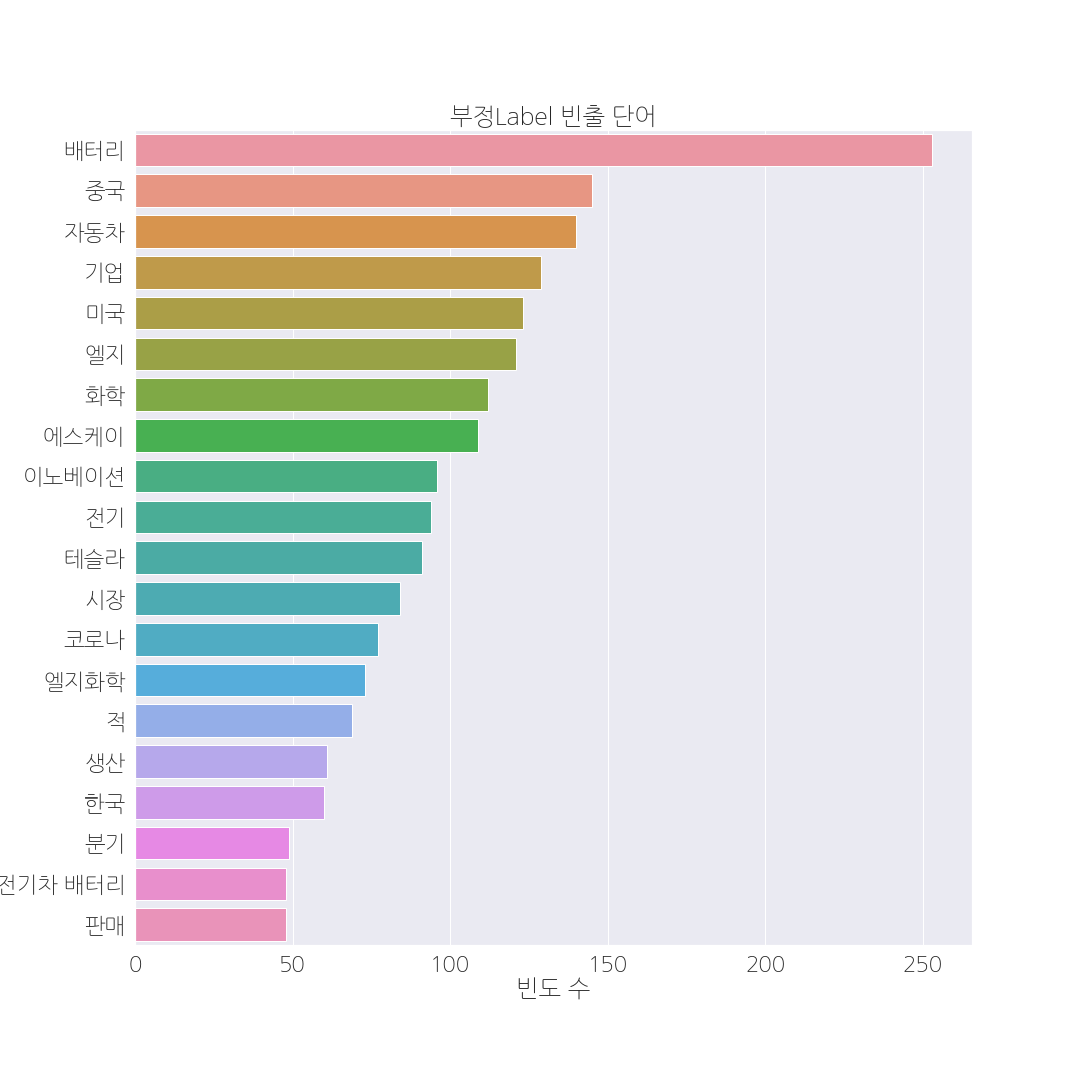 부정Label 빈출 단어
배터리
중국
자동차
기업
미국
엘지
화학
에스케이
이노베이션
전기
테슬라
시장
코로나
엘지화학
적
생산
한국
분기
전기차 배터리
판매
0 50 100 150 200 250
빈도 수